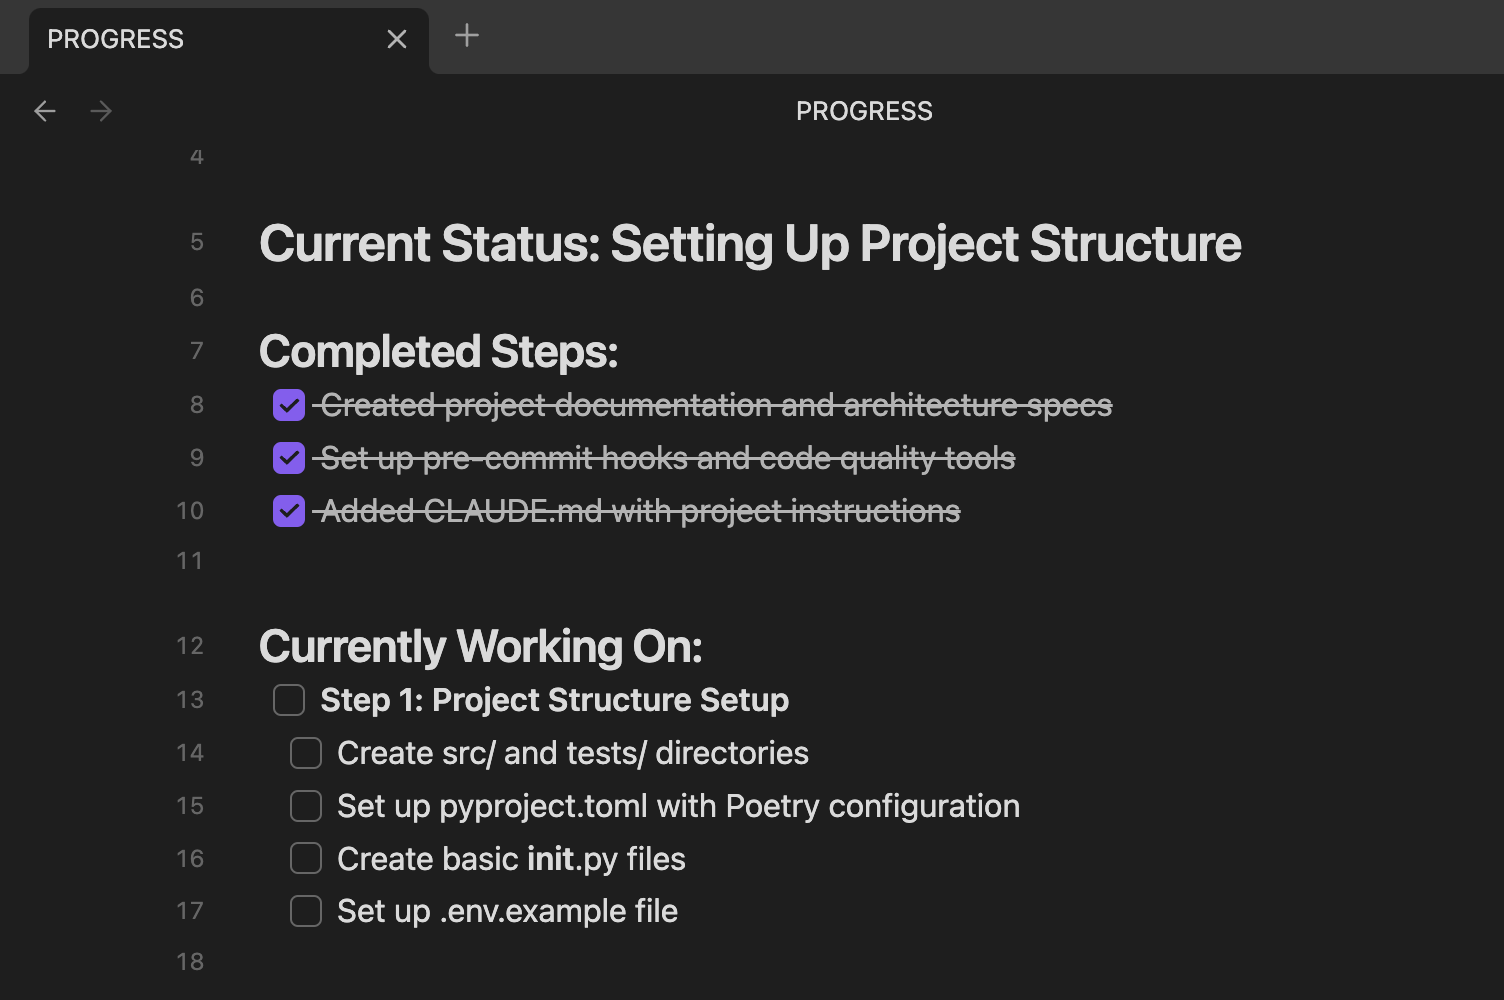 PROGRESS
PROGRESS
4
5 Current Status: Setting Up Project Structure
6
7 Completed Steps:
8 Created project documentation and architecture specs
9 Set up pre-commit hooks and code quality tools
10 Added CLAUDE.md with project instructions
11
12 Currently Working On:
13 Step 1: Project Structure Setup
14 Create src/ and tests/ directories
15 Set up pyproject.toml with Poetry configuration
16 Create basic init.py files
17 Set up .env.example file
18